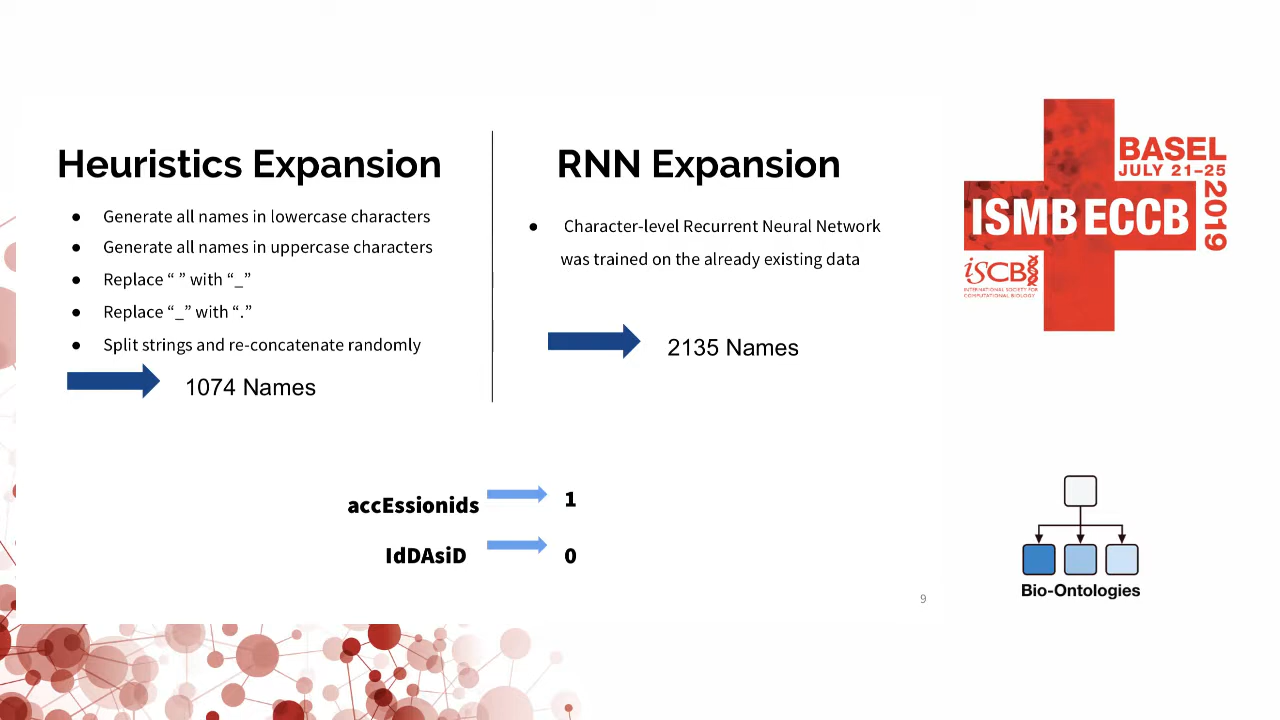 Heuristics Expansion
● Generate all names in lowercase characters
● Generate all names in uppercase characters
● Replace “ ” with “_”
● Replace “_” with “.”
● Split strings and re-concatenate randomly
1074 Names
RNN Expansion
● Character-level Recurrent Neural Network
was trained on the already existing data
2135 Names
accEssionids
1
IdDAsiD
0
9
BASEL
JULY 21–25
2019
ISMB ECCB
iSCB
INTERNATIONAL SOCIETY FOR
COMPUTATIONAL BIOLOGY
Bio-Ontologies